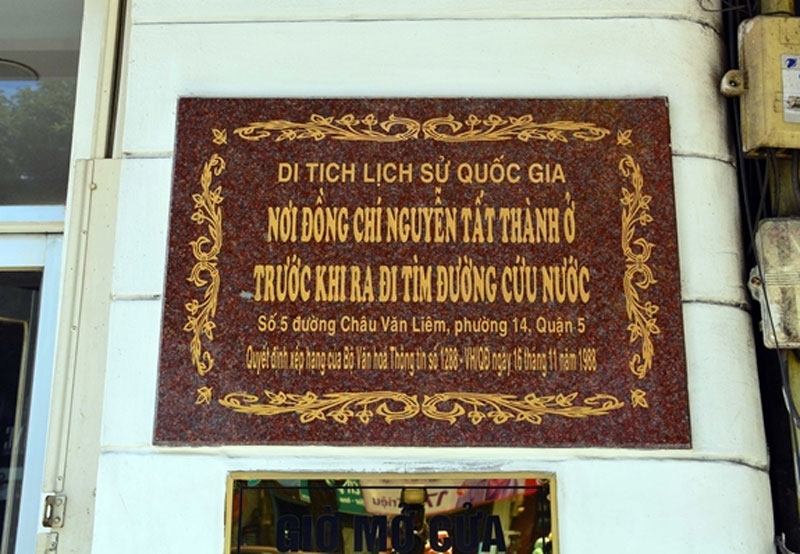 DI TÍCH LỊCH SỬ QUỐC GIA
NƠI ĐỒNG CHÍ NGUYỄN TẤT THÀNH Ở
TRƯỚC KHI RA ĐI TÌM ĐƯỜNG CỨU NƯỚC
Số 5 đường Châu Văn Liêm, phường 14, Quận 5
Quyết định xếp hạng của Bộ Văn hoá Thông tin số 1288 - VH/QĐ ngày 16 tháng 11 năm 1988
Triệu
GIỜ MỞ CỬA